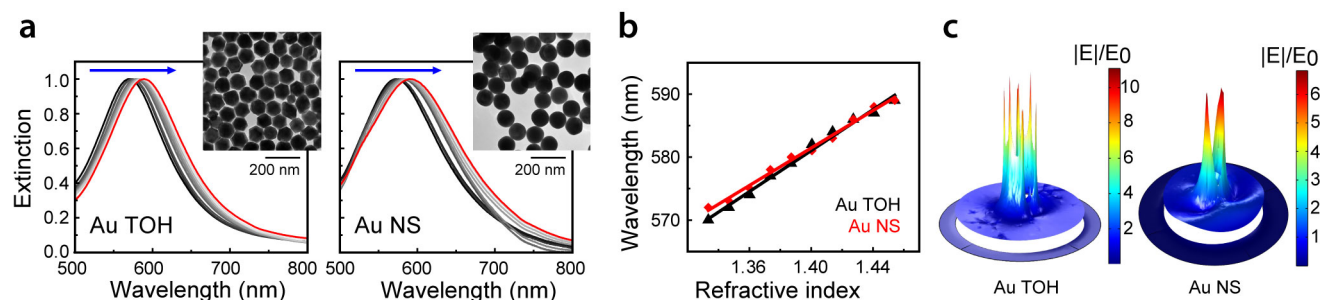 a
Extinction
1.0
0.8
0.6
0.4
0.2
0.0
Au TOH
200 nm
500 600 700 800
Wavelength (nm)
Au NS
200 nm
500 600 700 800
Wavelength (nm)
b
Wavelength (nm)
590
580
570
Au TOH
Au NS
1.36 1.40 1.44
Refractive index
c
|E|/E0
10
8
6
4
2
Au TOH
|E|/E0
6
5
4
3
2
1
0
Au NS